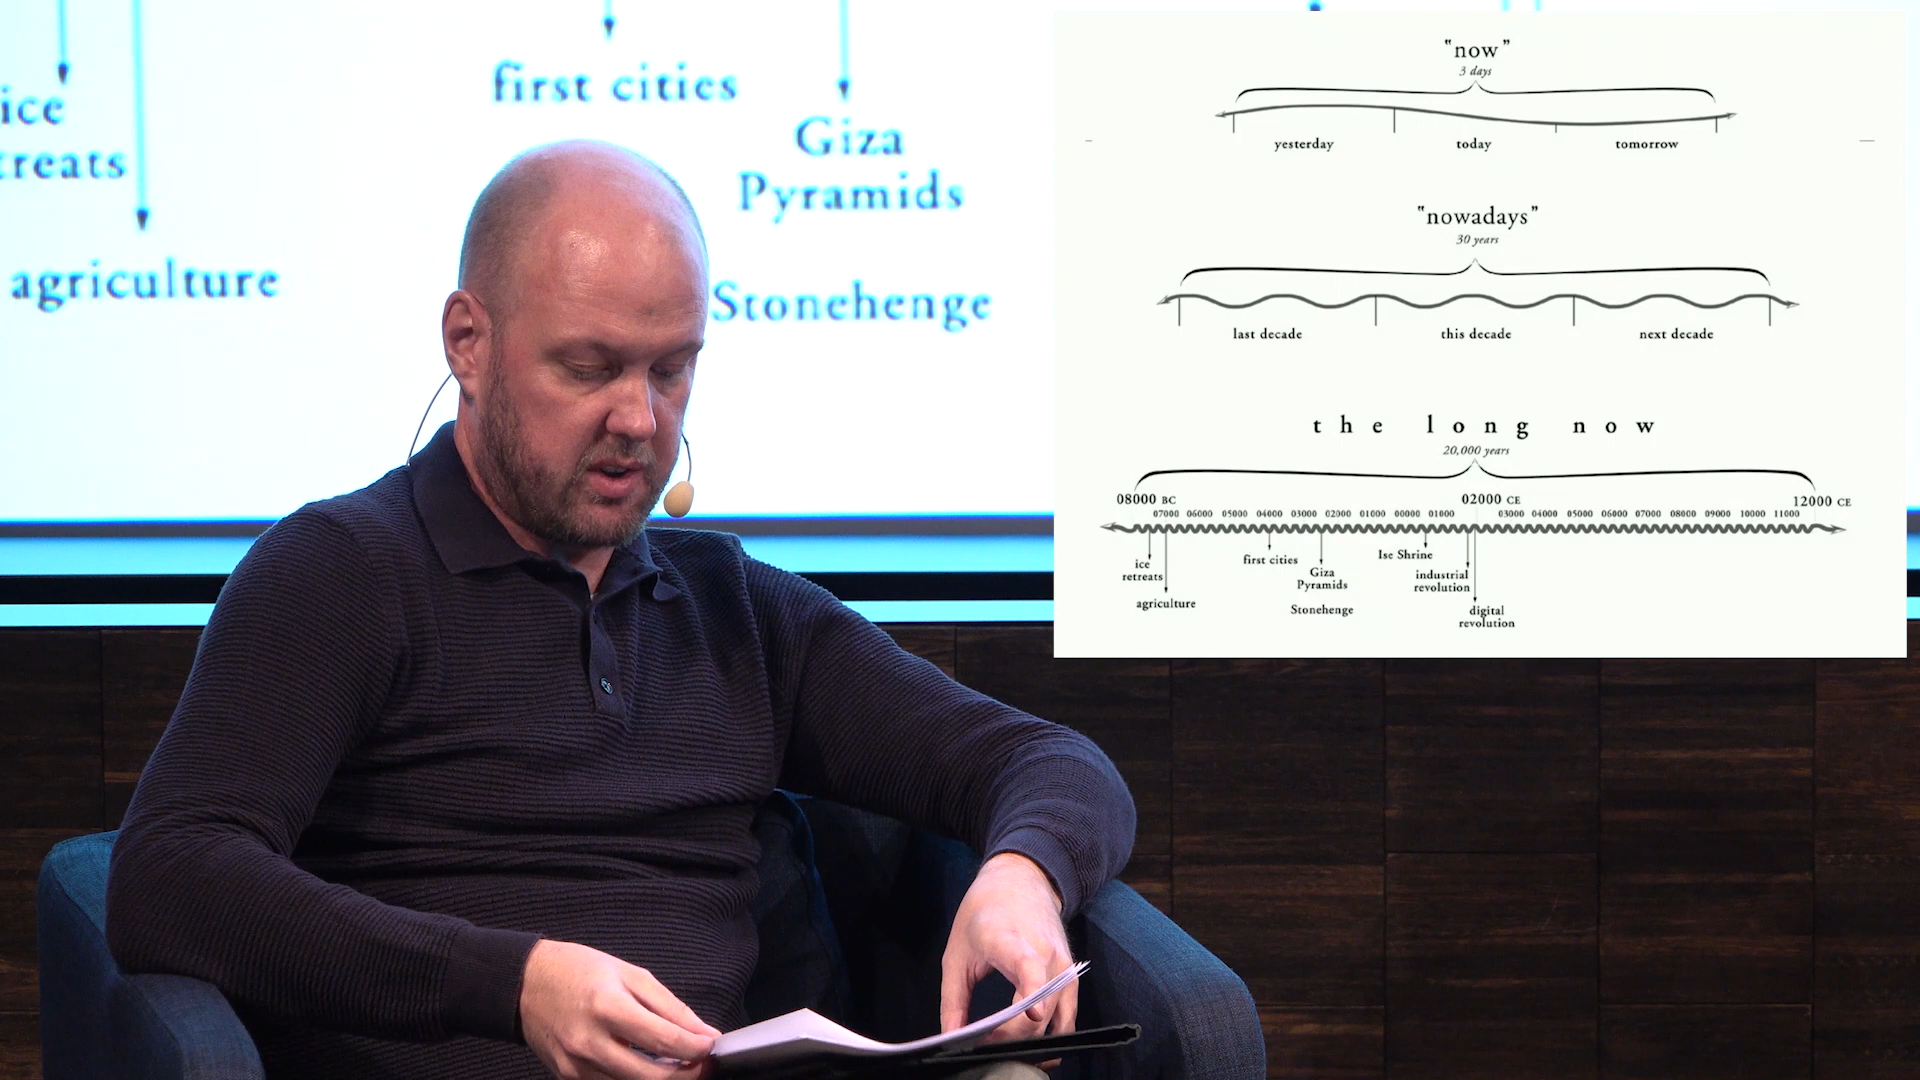 ice
treats
agriculture
first cities
Giza
Pyramids
Stonehenge
"now"
3 days
yesterday today tomorrow
"nowadays"
30 years
last decade this decade next decade
the long now
20,000 years
08000 BC 02000 CE 12000 CE
07000 06000 05000 04000 03000 02000 01000 00000 01000 03000 04000 05000 06000 07000 08000 09000 10000 11000
ice
retreats
agriculture
first cities
Giza
Pyramids
Stonehenge
Ise Shrine
industrial
revolution
digital
revolution